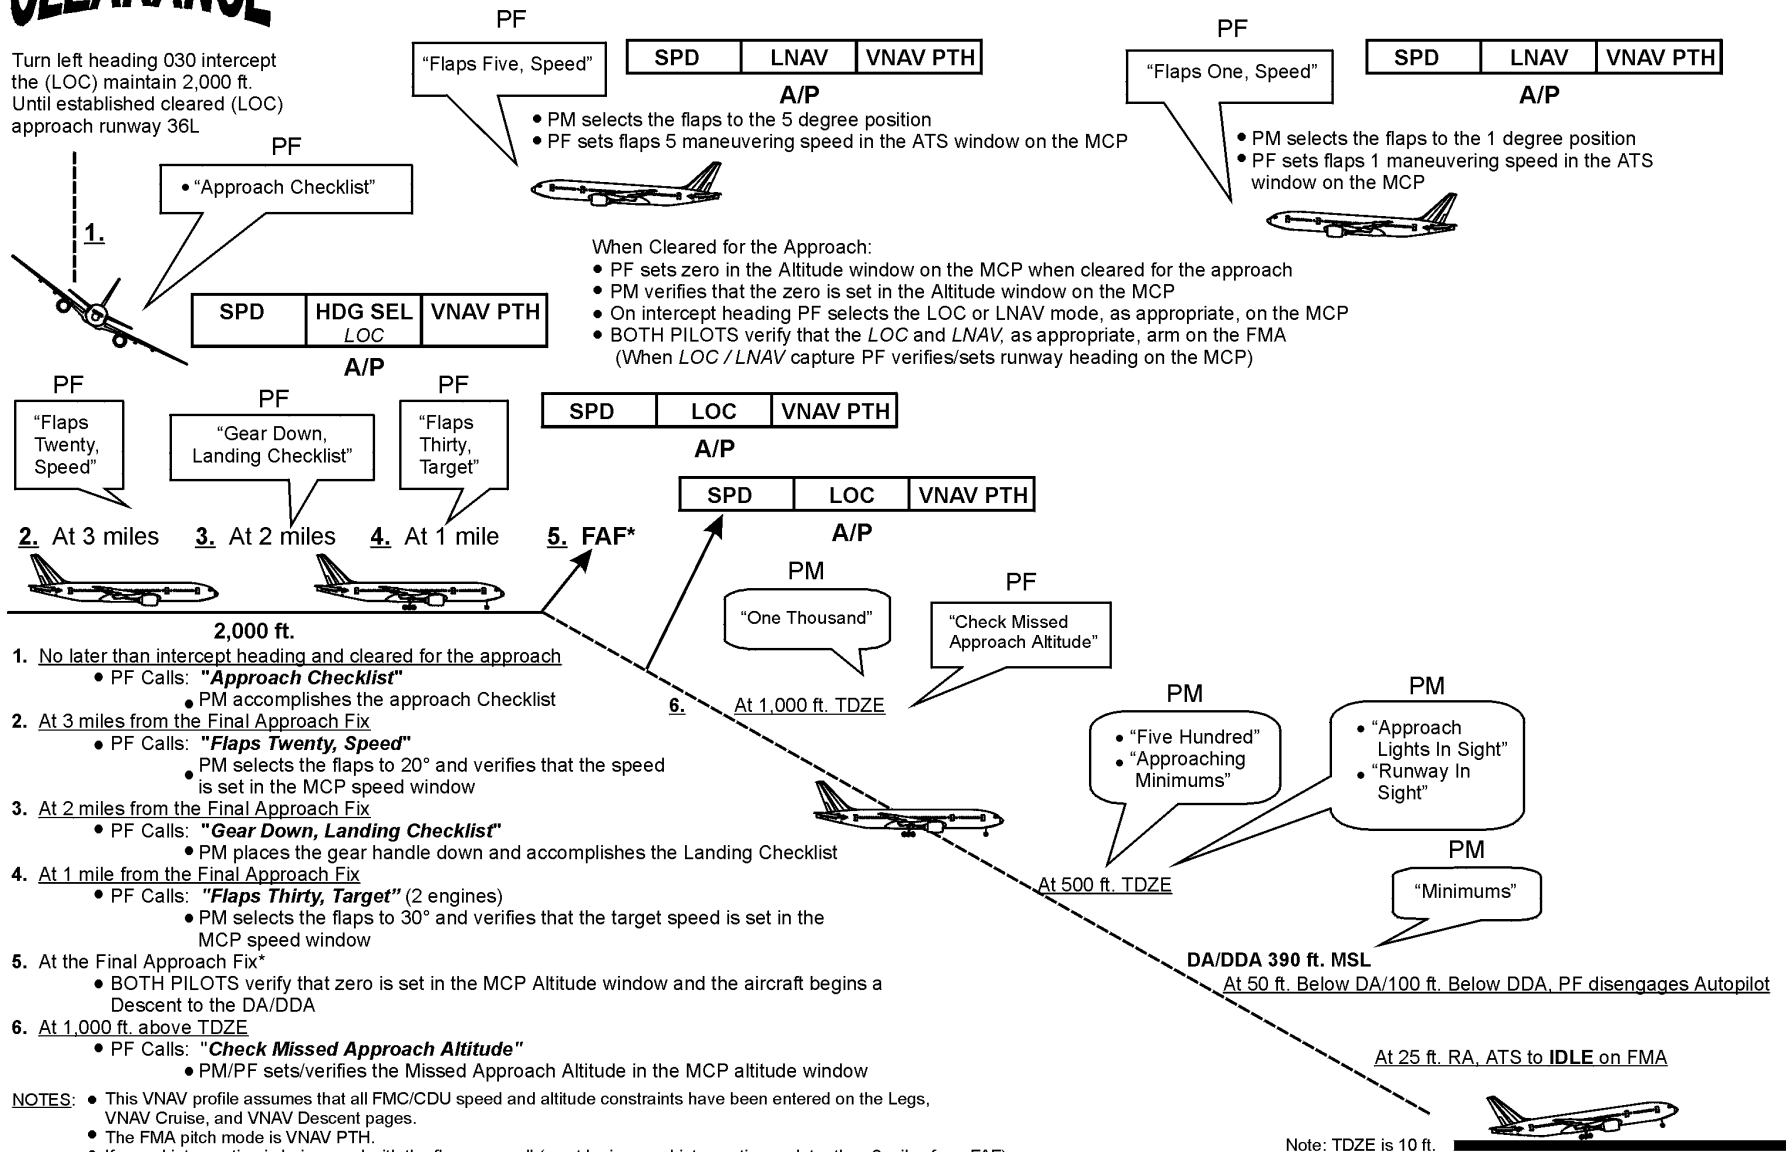 CLEARANCE
Turn left heading 030 intercept
the (LOC) maintain 2,000 ft.
Until established cleared (LOC)
approach runway 36L
PF
• “Approach Checklist”
1.
SPD
HDG SEL
LOC
VNAV PTH
A/P
PF
“Flaps Five, Speed”
SPD
LNAV
VNAV PTH
A/P
• PM selects the flaps to the 5 degree position
• PF sets flaps 5 maneuvering speed in the ATS window on the MCP
PF
“Flaps One, Speed”
SPD
LNAV
VNAV PTH
A/P
• PM selects the flaps to the 1 degree position
• PF sets flaps 1 maneuvering speed in the ATS
window on the MCP
When Cleared for the Approach:
• PF sets zero in the Altitude window on the MCP when cleared for the approach
• PM verifies that the zero is set in the Altitude window on the MCP
• On intercept heading PF selects the LOC or LNAV mode, as appropriate, on the MCP
• BOTH PILOTS verify that the LOC and LNAV, as appropriate, arm on the FMA
(When LOC / LNAV capture PF verifies/sets runway heading on the MCP)
PF
“Flaps
Twenty,
Speed”
PF
“Gear Down,
Landing Checklist”
PF
“Flaps
Thirty,
Target”
SPD
LOC
VNAV PTH
A/P
SPD
LOC
VNAV PTH
A/P
2. At 3 miles
3. At 2 miles
4. At 1 mile
5. FAF*
2,000 ft.
PM
“One Thousand”
PF
“Check Missed
Approach Altitude”
6.
At 1,000 ft. TDZE
PM
• “Five Hundred”
• “Approaching
Minimums”
PM
• “Approach
Lights In Sight”
• “Runway In
Sight”
At 500 ft. TDZE
PM
“Minimums”
DA/DDA 390 ft. MSL
At 50 ft. Below DA/100 ft. Below DDA, PF disengages Autopilot
At 25 ft. RA, ATS to IDLE on FMA
Note: TDZE is 10 ft.
1. No later than intercept heading and cleared for the approach
• PF Calls: "Approach Checklist"
• PM accomplishes the approach Checklist
2. At 3 miles from the Final Approach Fix
• PF Calls: "Flaps Twenty, Speed"
• PM selects the flaps to 20° and verifies that the speed
is set in the MCP speed window
3. At 2 miles from the Final Approach Fix
• PF Calls: "Gear Down, Landing Checklist"
• PM places the gear handle down and accomplishes the Landing Checklist
4. At 1 mile from the Final Approach Fix
• PF Calls: "Flaps Thirty, Target” (2 engines)
• PM selects the flaps to 30° and verifies that the target speed is set in the
MCP speed window
5. At the Final Approach Fix*
• BOTH PILOTS verify that zero is set in the MCP Altitude window and the aircraft begins a
Descent to the DA/DDA
6. At 1,000 ft. above TDZE
• PF Calls: "Check Missed Approach Altitude"
• PM/PF sets/verifies the Missed Approach Altitude in the MCP altitude window
NOTES: • This VNAV profile assumes that all FMC/CDU speed and altitude constraints have been entered on the Legs,
VNAV Cruise, and VNAV Descent pages.
• The FMA pitch mode is VNAV PTH.